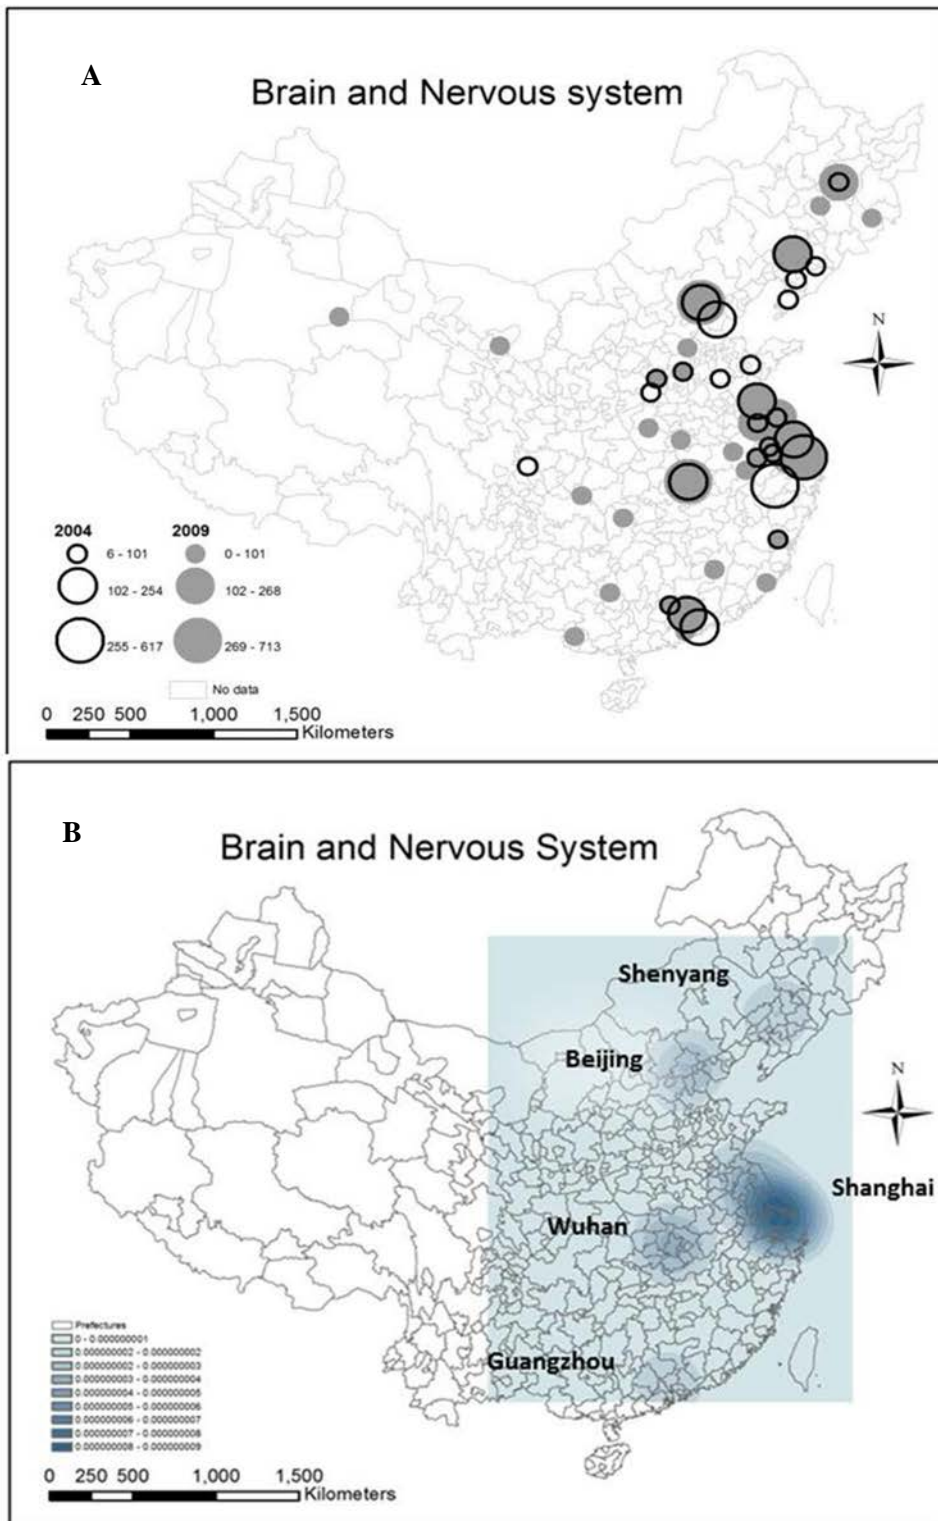 A
Brain and Nervous system
N
2004 2009
6 - 101 0 - 101
102 - 254 102 - 268
255 - 617 269 - 713
No data
0 250 500 1,000 1,500
Kilometers
B
Brain and Nervous System
Shenyang
Beijing
N
Shanghai
Wuhan
Guangzhou
Prefectures
0 - 0.000000001
0.000000002 - 0.000000002
0.000000002 - 0.000000003
0.000000003 - 0.000000004
0.000000004 - 0.000000005
0.000000005 - 0.000000006
0.000000006 - 0.000000007
0.000000007 - 0.000000008
0.000000008 - 0.000000009
0 250 500 1,000 1,500
Kilometers